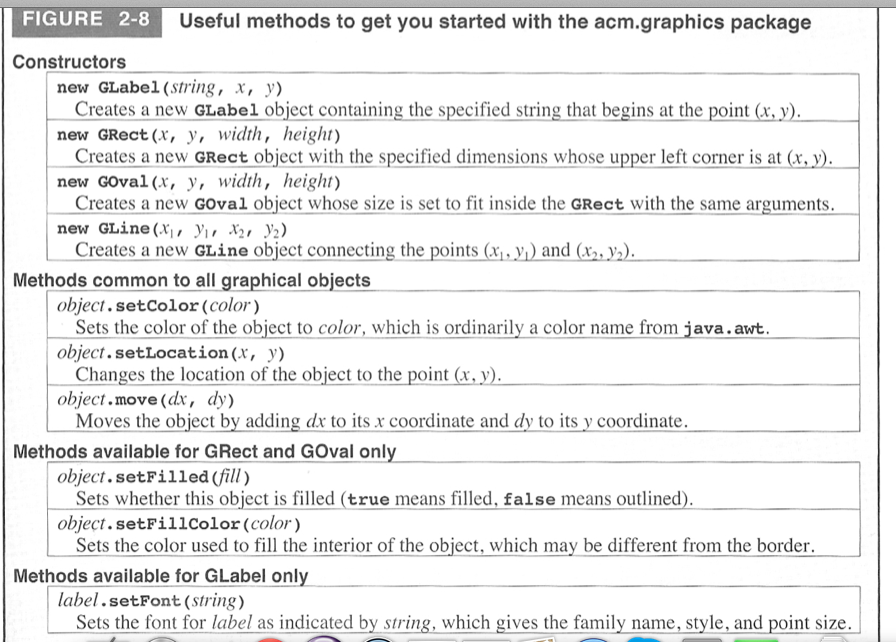 FIGURE 2-8 Useful methods to get you started with the acm.graphics package
Constructors
new GLabel(string, x, y)
Creates a new GLabel object containing the specified string that begins at the point (x, y).
new GRect(x, y, width, height)
Creates a new GRect object with the specified dimensions whose upper left corner is at (x, y).
new GOval(x, y, width, height)
Creates a new GOval object whose size is set to fit inside the GRect with the same arguments.
new GLine(x₁, y₁, x₂, y₂)
Creates a new GLine object connecting the points (x₁, y₁) and (x₂, y₂).
Methods common to all graphical objects
object.setColor(color)
Sets the color of the object to color, which is ordinarily a color name from java.awt.
object.setLocation(x, y)
Changes the location of the object to the point (x, y).
object.move(dx, dy)
Moves the object by adding dx to its x coordinate and dy to its y coordinate.
Methods available for GRect and GOval only
object.setFilled(fill)
Sets whether this object is filled (true means filled, false means outlined).
object.setFillColor(color)
Sets the color used to fill the interior of the object, which may be different from the border.
Methods available for GLabel only
label.setFont(string)
Sets the font for label as indicated by string, which gives the family name, style, and point size.